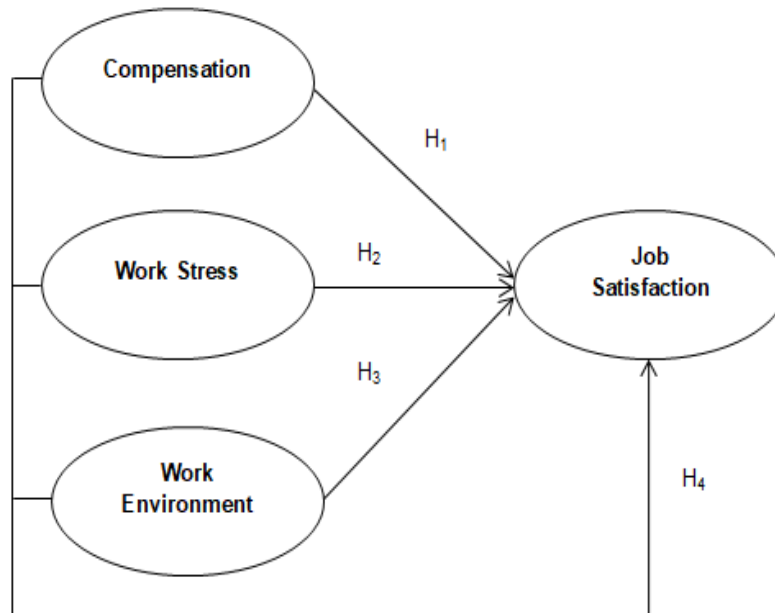 Compensation
H₁
Work Stress
H₂
Job
Satisfaction
H₃
Work
Environment
H₄